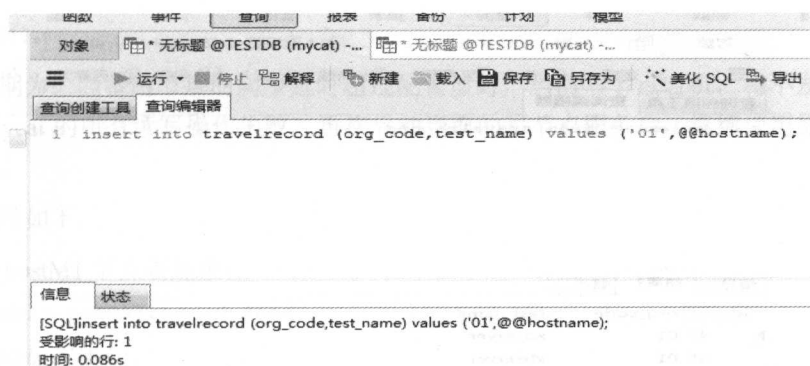 函数 事件 查询 报表 备份 计划 模型
对象 * 无标题 @TESTDB (mycat) -... * 无标题 @TESTDB (mycat) -...
运行 停止 解释 新建 载入 保存 另存为 美化 SQL 导出
查询创建工具 查询编辑器
1 insert into travelrecord (org_code,test_name) values ('01',@@hostname);
信息 状态
[SQL]insert into travelrecord (org_code,test_name) values ('01',@@hostname);
受影响的行: 1
时间: 0.086s